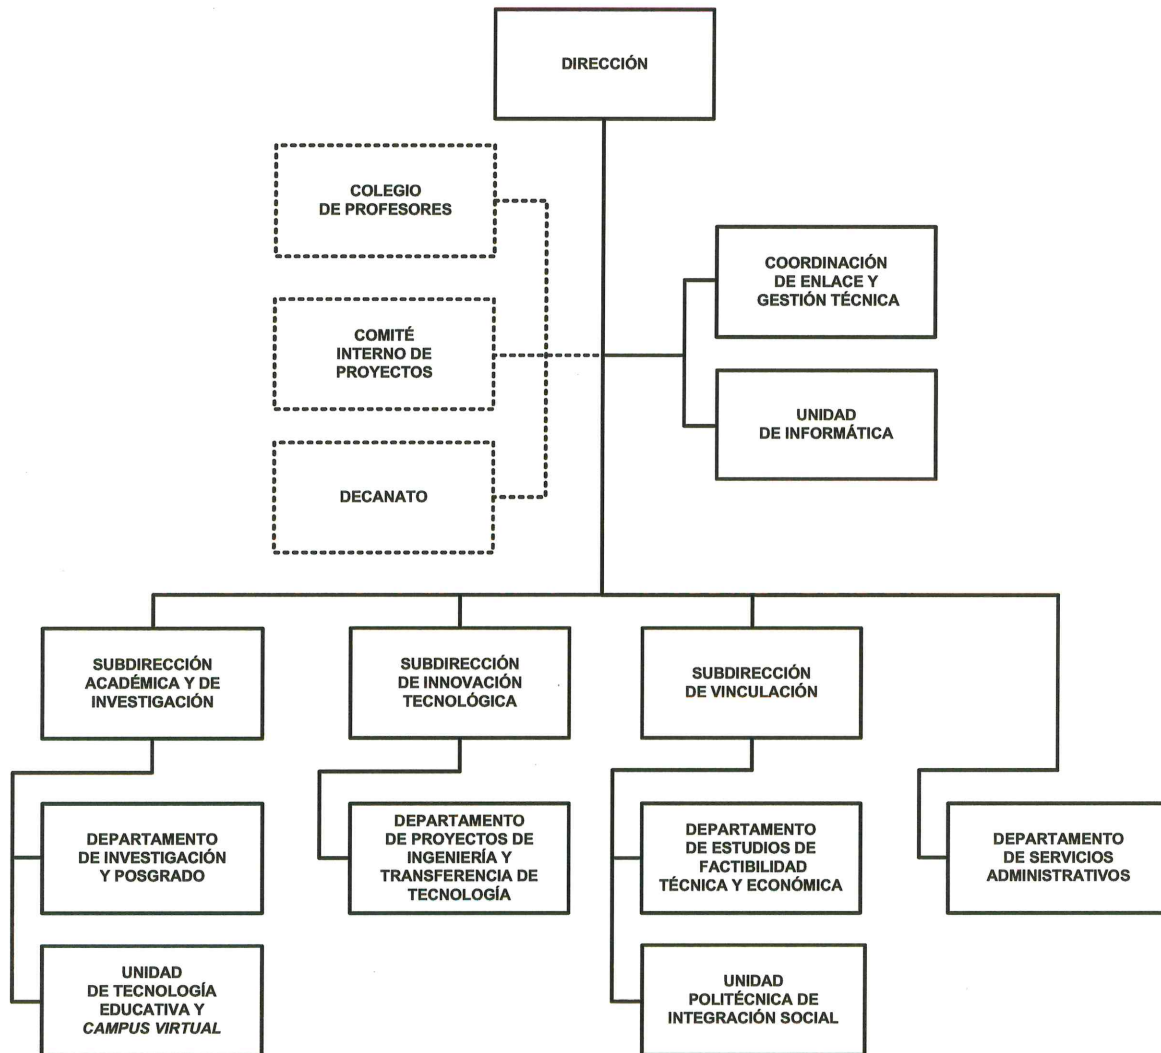 DIRECCIÓN
COLEGIO
DE PROFESORES
COORDINACIÓN
DE ENLACE Y
GESTIÓN TÉCNICA
COMITÉ
INTERNO DE
PROYECTOS
UNIDAD
DE INFORMÁTICA
DECANATO
SUBDIRECCIÓN
ACADÉMICA Y DE
INVESTIGACIÓN
SUBDIRECCIÓN
DE INNOVACIÓN
TECNOLÓGICA
SUBDIRECCIÓN
DE VINCULACIÓN
DEPARTAMENTO
DE INVESTIGACIÓN
Y POSGRADO
DEPARTAMENTO
DE PROYECTOS DE
INGENIERÍA Y
TRANSFERENCIA DE
TECNOLOGÍA
DEPARTAMENTO
DE ESTUDIOS DE
FACTIBILIDAD
TÉCNICA Y ECONÓMICA
DEPARTAMENTO
DE SERVICIOS
ADMINISTRATIVOS
UNIDAD
DE TECNOLOGÍA
EDUCATIVA Y
CAMPUS VIRTUAL
UNIDAD
POLITÉCNICA DE
INTEGRACIÓN SOCIAL